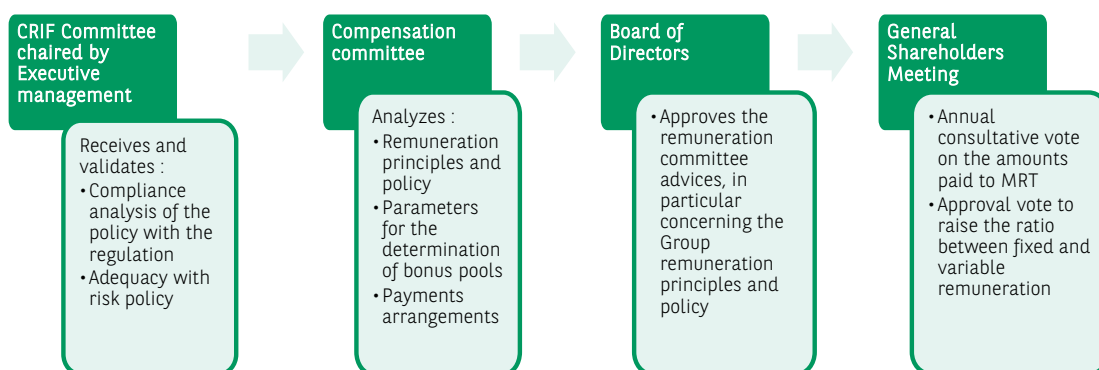 CRIF Committee
chaired by
Executive
management
Receives and
validates :
•Compliance
analysis of the
policy with the
regulation
•Adequacy with
risk policy
Compensation
committee
Analyzes :
•Remuneration
principles and
policy
•Parameters
for the
determination
of bonus pools
•Payments
arrangements
Board of
Directors
•Approves the
remuneration
committee
advices, in
particular
concerning the
Group
remuneration
principles and
policy
General
Shareholders
Meeting
•Annual
consultative vote
on the amounts
paid to MRT
•Approval vote to
raise the ratio
between fixed and
variable
remuneration